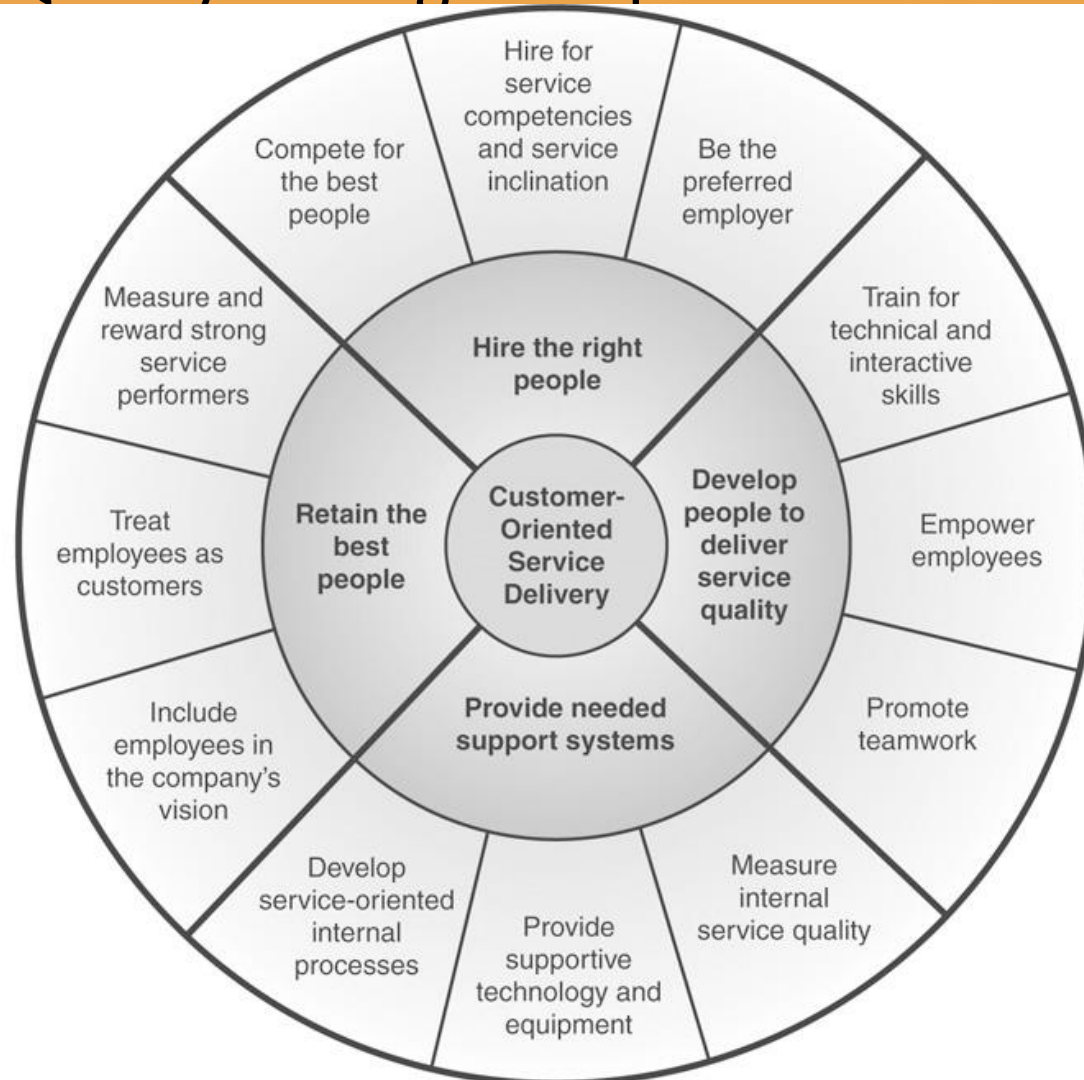 Hire for
service
competencies
and service
inclination
Be the
preferred
employer
Train for
technical and
interactive
skills
Empower
employees
Promote
teamwork
Measure
internal
service quality
Provide
supportive
technology and
equipment
Develop
service-oriented
internal
processes
Include
employees in
the company's
vision
Treat
employees as
customers
Measure and
reward strong
service
performers
Compete for
the best
people
Hire the right
people
Develop
people to
deliver
service
quality
Provide needed
support systems
Retain the
best
people
Customer-
Oriented
Service
Delivery